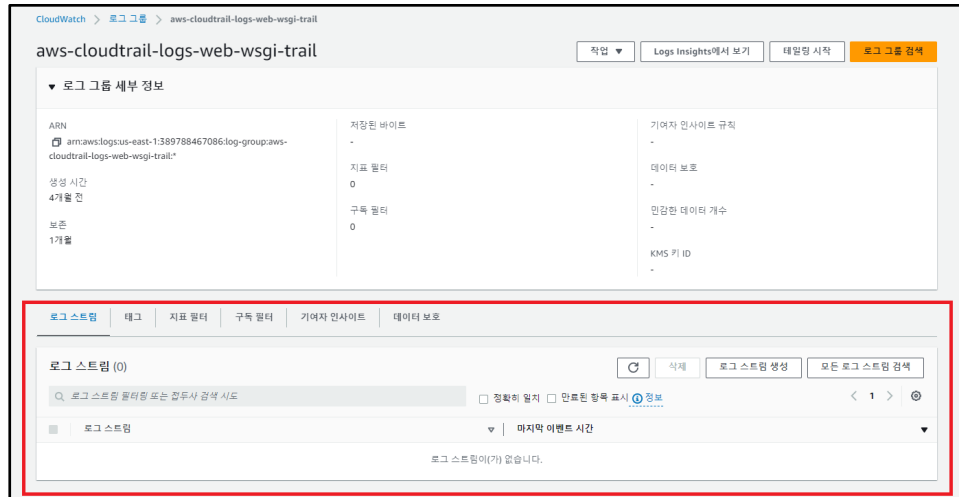 CloudWatch > 로그 그룹 > aws-cloudtrail-logs-web-wsgi-trail
aws-cloudtrail-logs-web-wsgi-trail
작업 ▼
Logs Insights에서 보기
테일링 시작
로그 그룹 검색
▼ 로그 그룹 세부 정보
ARN
arn:aws:logs:us-east-1:389788467086:log-group:aws-
cloudtrail-logs-web-wsgi-trail:*
생성 시간
4개월 전
보존
1개월
저장된 바이트
-
지표 필터
0
구독 필터
0
기여자 인사이트 규칙
-
데이터 보호
-
민감한 데이터 개수
-
KMS 키 ID
-
로그 스트림
태그
지표 필터
구독 필터
기여자 인사이트
데이터 보호
로그 스트림 (0)
삭제
로그 스트림 생성
모든 로그 스트림 검색
로그 스트림 필터링 또는 접두사 검색 시도
정확히 일치
만료된 항목 표시
정보
< 1 >
로그 스트림
마지막 이벤트 시간
로그 스트림이(가) 없습니다.